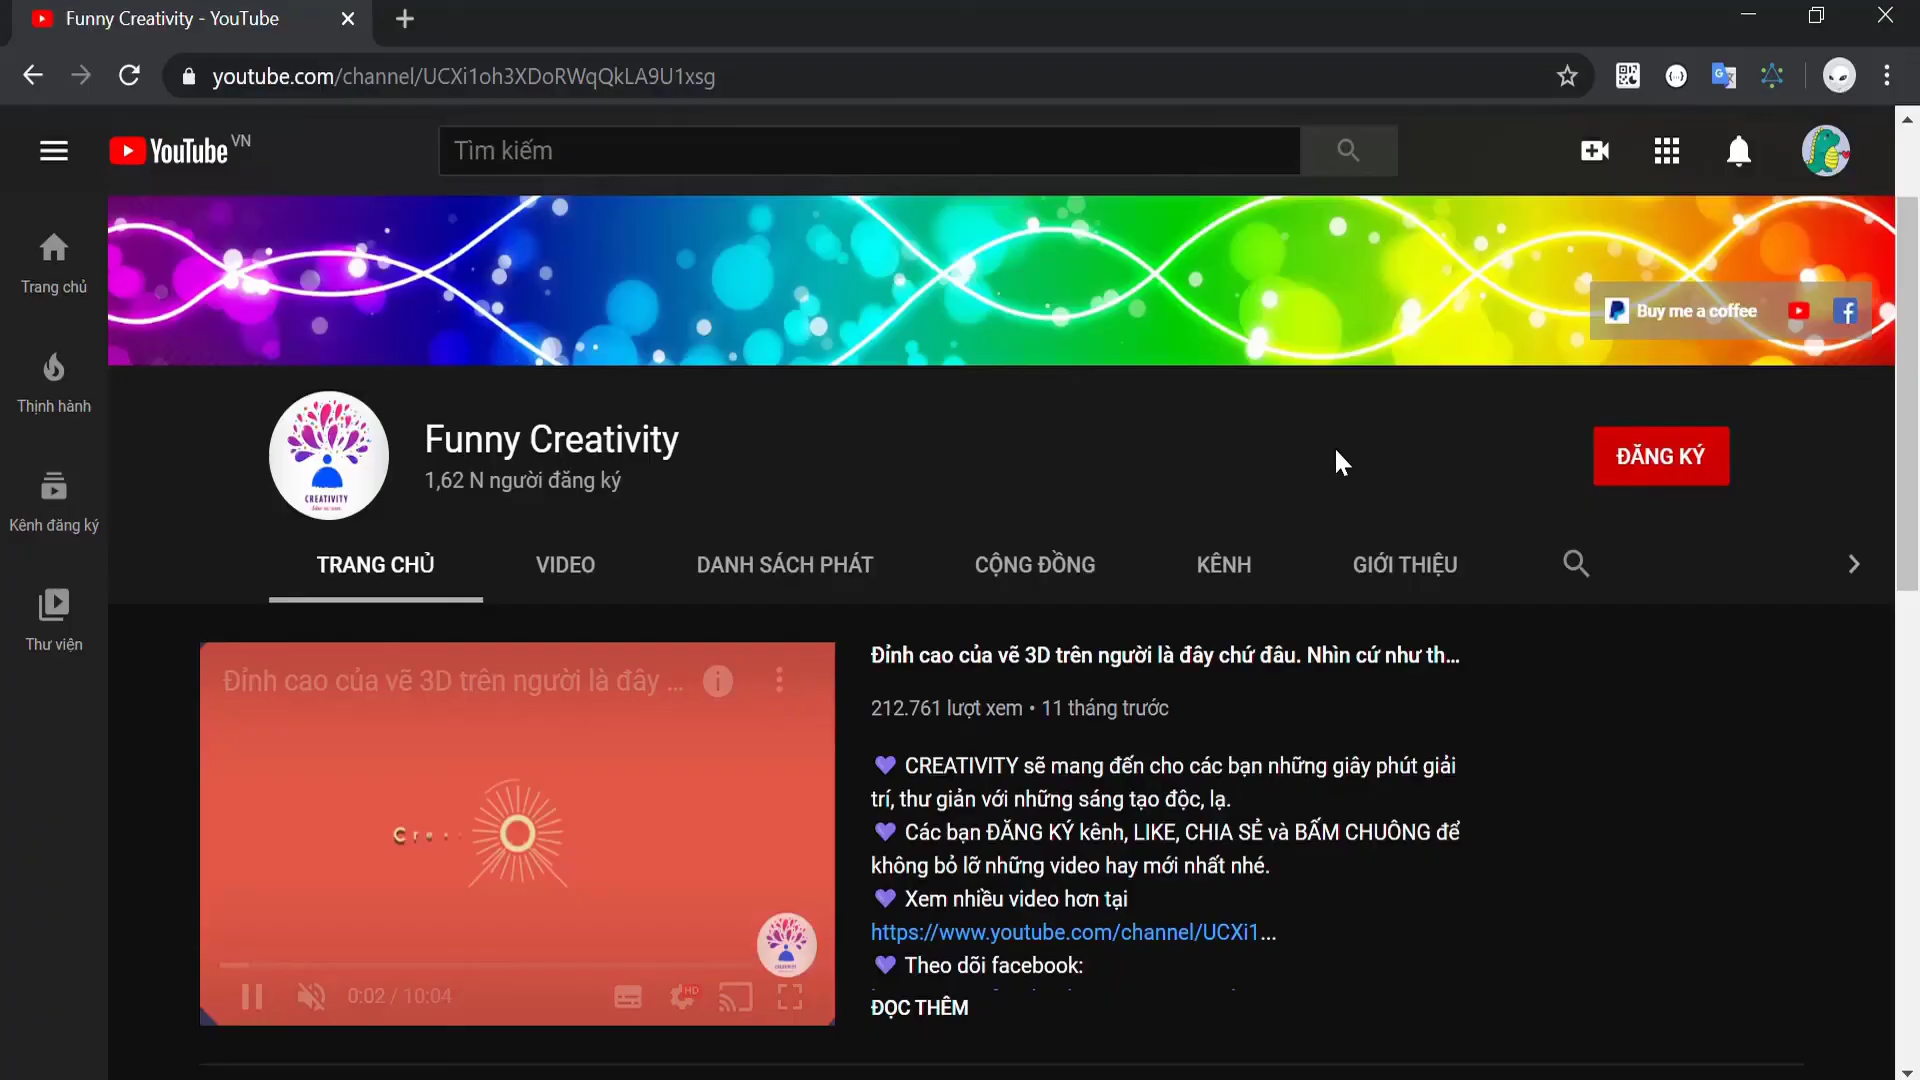 Funny Creativity - YouTube
youtube.com/channel/UCXi1oh3XDoRWqQkLA9U1xsg
YouTube VN
Tìm kiếm
Trang chủ
Thịnh hành
Kênh đăng ký
Thư viện
Buy me a coffee
CREATIVITY
Funny Creativity
1,62 N người đăng ký
ĐĂNG KÝ
TRANG CHỦ
VIDEO
DANH SÁCH PHÁT
CỘNG ĐỒNG
KÊNH
GIỚI THIỆU
Đỉnh cao của vẽ 3D trên người là đây ...
Cre
HD
0:02 / 10:04
Đỉnh cao của vẽ 3D trên người là đây chứ đâu. Nhìn cứ như th...
212.761 lượt xem • 11 tháng trước
💜 CREATIVITY sẽ mang đến cho các bạn những giây phút giải
trí, thư giản với những sáng tạo độc, lạ.
💜 Các bạn ĐĂNG KÝ kênh, LIKE, CHIA SẺ và BẤM CHUÔNG để
không bỏ lỡ những video hay mới nhất nhé.
💜 Xem nhiều video hơn tại
https://www.youtube.com/channel/UCXi1...
💜 Theo dõi facebook:
ĐỌC THÊM